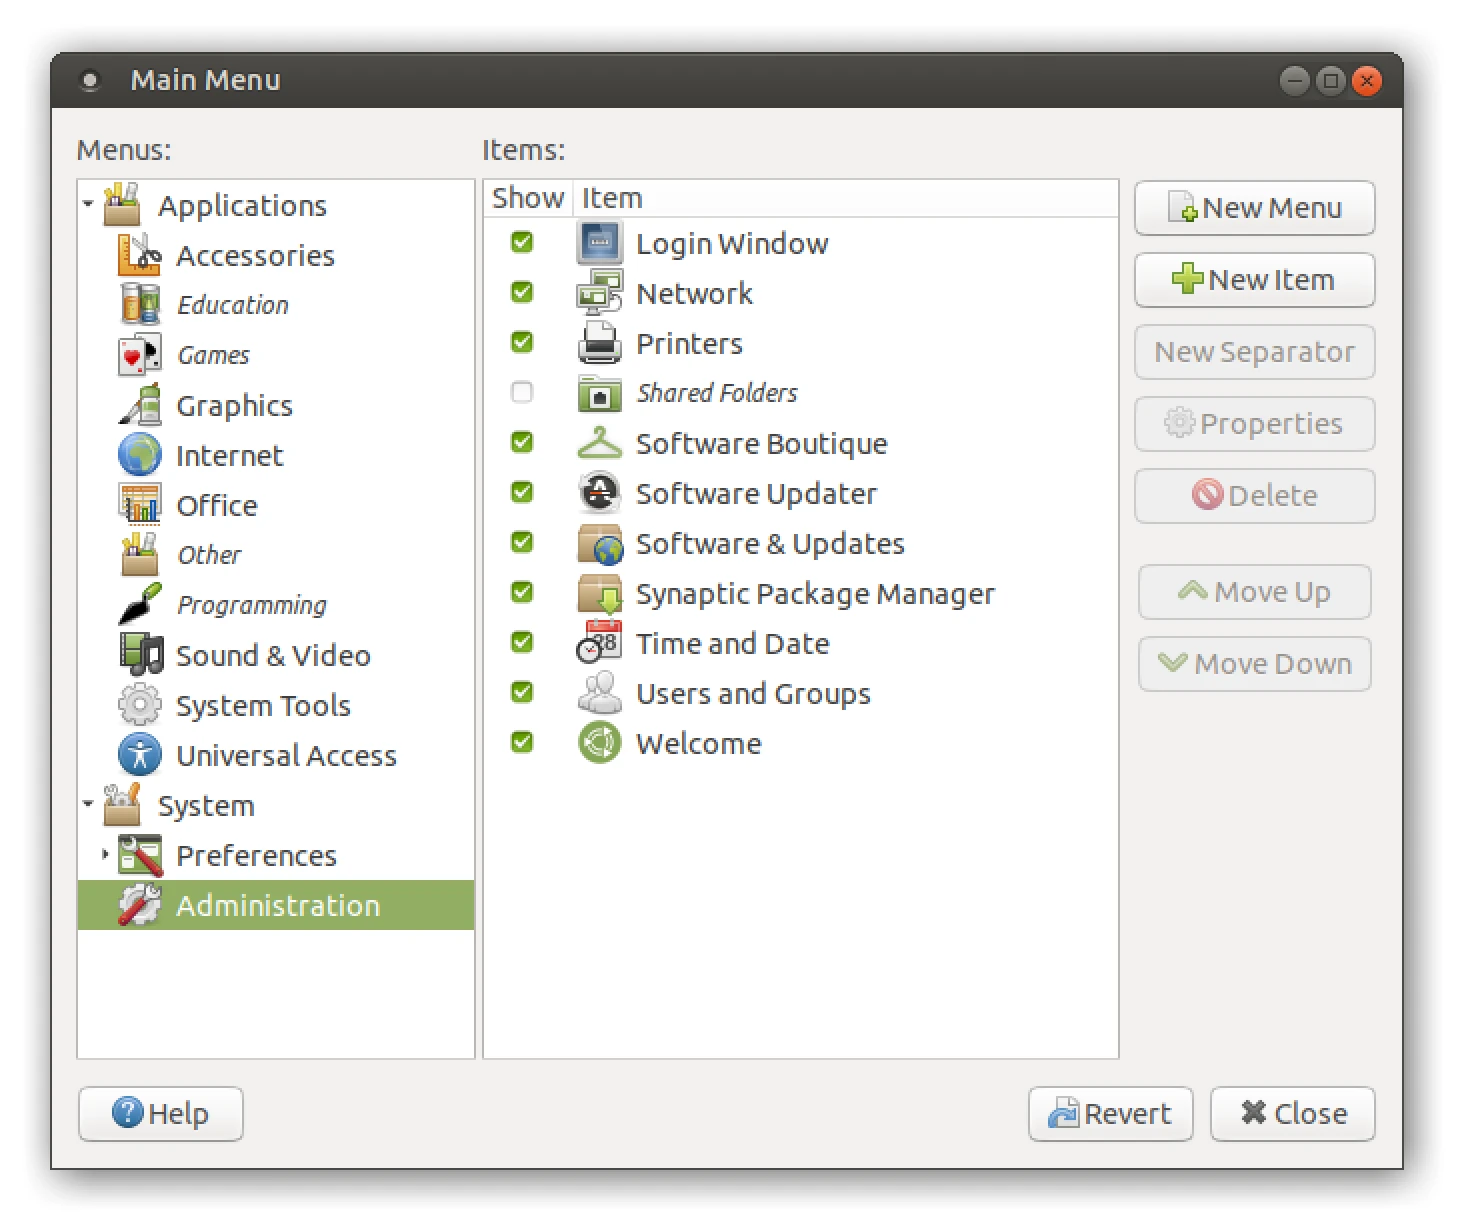 Main Menu
Menus:
Items:
Applications
Accessories
Education
Games
Graphics
Internet
Office
Other
Programming
Sound & Video
System Tools
Universal Access
System
Preferences
Administration
Show Item
Login Window
Network
Printers
Shared Folders
Software Boutique
Software Updater
Software & Updates
Synaptic Package Manager
28
Time and Date
Users and Groups
Welcome
New Menu
New Item
New Separator
Properties
Delete
Move Up
Move Down
Help
Revert
Close